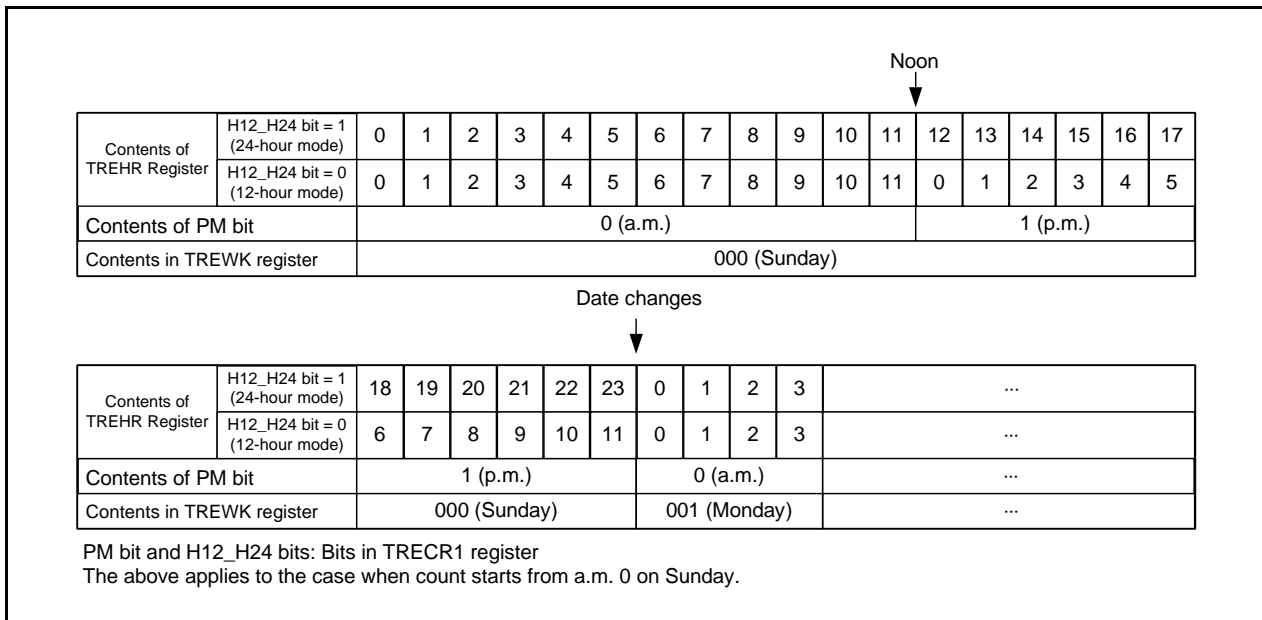 Noon
Contents of TREHR Register
H12_H24 bit = 1 (24-hour mode) 0 1 2 3 4 5 6 7 8 9 10 11 12 13 14 15 16 17
H12_H24 bit = 0 (12-hour mode) 0 1 2 3 4 5 6 7 8 9 10 11 0 1 2 3 4 5
Contents of PM bit 0 (a.m.) 1 (p.m.)
Contents in TREWK register 000 (Sunday)
Date changes
Contents of TREHR Register
H12_H24 bit = 1 (24-hour mode) 18 19 20 21 22 23 0 1 2 3 ...
H12_H24 bit = 0 (12-hour mode) 6 7 8 9 10 11 0 1 2 3 ...
Contents of PM bit 1 (p.m.) 0 (a.m.) ...
Contents in TREWK register 000 (Sunday) 001 (Monday) ...
PM bit and H12_H24 bits: Bits in TRECR1 register
The above applies to the case when count starts from a.m. 0 on Sunday.